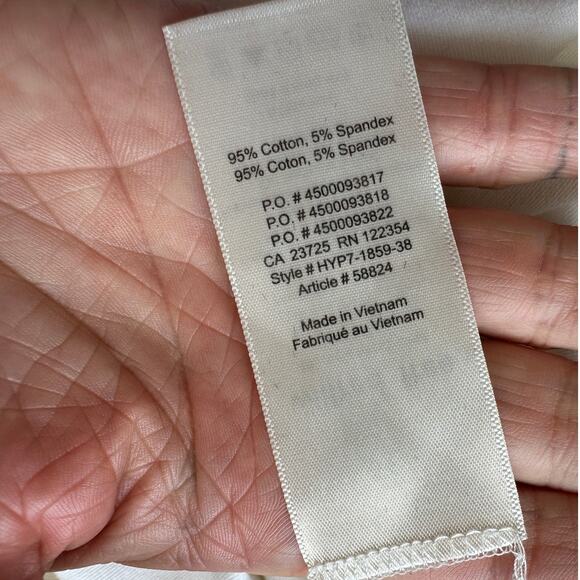 95% Cotton, 5% Spandex
95% Coton, 5% Spandex
P.O. # 4500093817
P.O. # 4500093818
P.O. # 4500093822
CA 23725 RN 122354
Style # HYP7-1859-38
Article # 58824
Made in Vietnam
Fabriqué au Vietnam